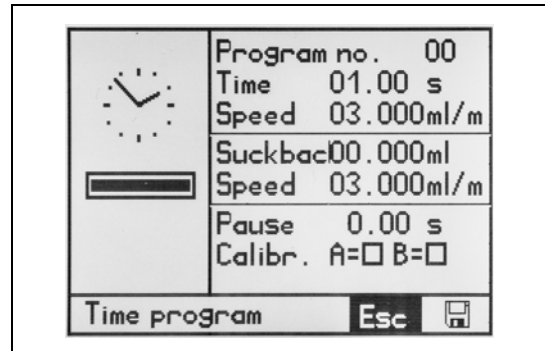 Program no. 00
Time 01.00 s
Speed 03.000ml/m
Suckbac00.000ml
Speed 03.000ml/m
Pause 0.00 s
Calibr. A=☐ B=☐
Time program Esc